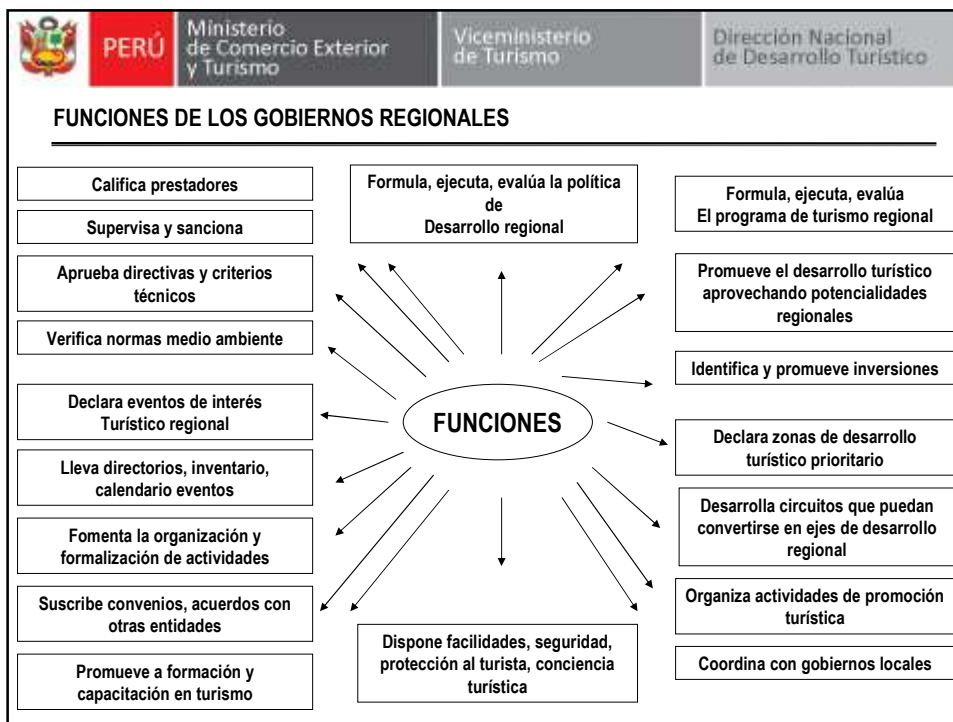 PERÚ
Ministerio
de Comercio Exterior
y Turismo
Viceministerio
de Turismo
Dirección Nacional
de Desarrollo Turístico
FUNCIONES DE LOS GOBIERNOS REGIONALES
Califica prestadores
Supervisa y sanciona
Aprueba directivas y criterios
técnicos
Verifica normas medio ambiente
Declara eventos de interés
Turístico regional
Lleva directorios, inventario,
calendario eventos
Fomenta la organización y
formalización de actividades
Suscribe convenios, acuerdos con
otras entidades
Promueve a formación y
capacitación en turismo
Formula, ejecuta, evalúa la política
de
Desarrollo regional
FUNCIONES
Dispone facilidades, seguridad,
protección al turista, conciencia
turística
Formula, ejecuta, evalúa
El programa de turismo regional
Promueve el desarrollo turístico
aprovechando potencialidades
regionales
Identifica y promueve inversiones
Declara zonas de desarrollo
turístico prioritario
Desarrolla circuitos que puedan
convertirse en ejes de desarrollo
regional
Organiza actividades de promoción
turística
Coordina con gobiernos locales